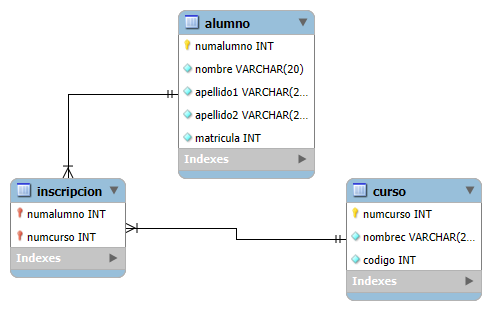 alumno
numalumno INT
nombre VARCHAR(20)
apellido1 VARCHAR(2...
apellido2 VARCHAR(2...
matricula INT
Indexes
inscripcion
numalumno INT
numcurso INT
Indexes
curso
numcurso INT
nombrec VARCHAR(2...
codigo INT
Indexes